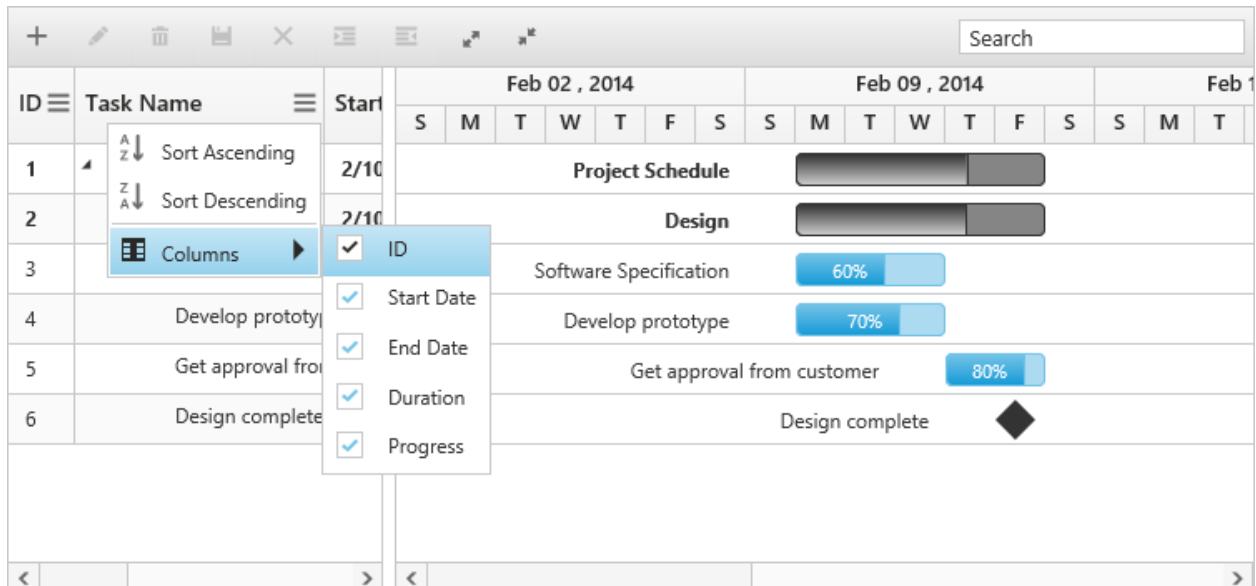 Search
ID Task Name Start
Feb 02 , 2014 Feb 09 , 2014 Feb 1
S M T W T F S S M T W T F S S M T
Sort Ascending
Sort Descending
Columns
ID
Start Date
End Date
Duration
Progress
1 2/10 Project Schedule
2 2/10 Design
3 Software Specification 60%
4 Develop prototyp Develop prototype 70%
5 Get approval from Get approval from customer 80%
6 Design complete Design complete